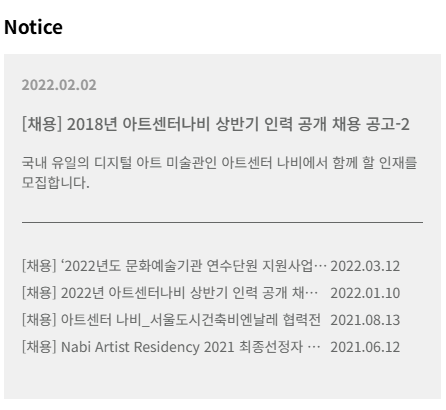 Notice
2022.02.02
[채용] 2018년 아트센터나비 상반기 인력 공개 채용 공고-2
국내 유일의 디지털 아트 미술관인 아트센터 나비에서 함께 할 인재를
모집합니다.
[채용] ‘2022년도 문화예술기관 연수단원 지원사업··· 2022.03.12
[채용] 2022년 아트센터나비 상반기 인력 공개 채··· 2022.01.10
[채용] 아트센터 나비_서울도시건축비엔날레 협력전 2021.08.13
[채용] Nabi Artist Residency 2021 최종선정자 ··· 2021.06.12